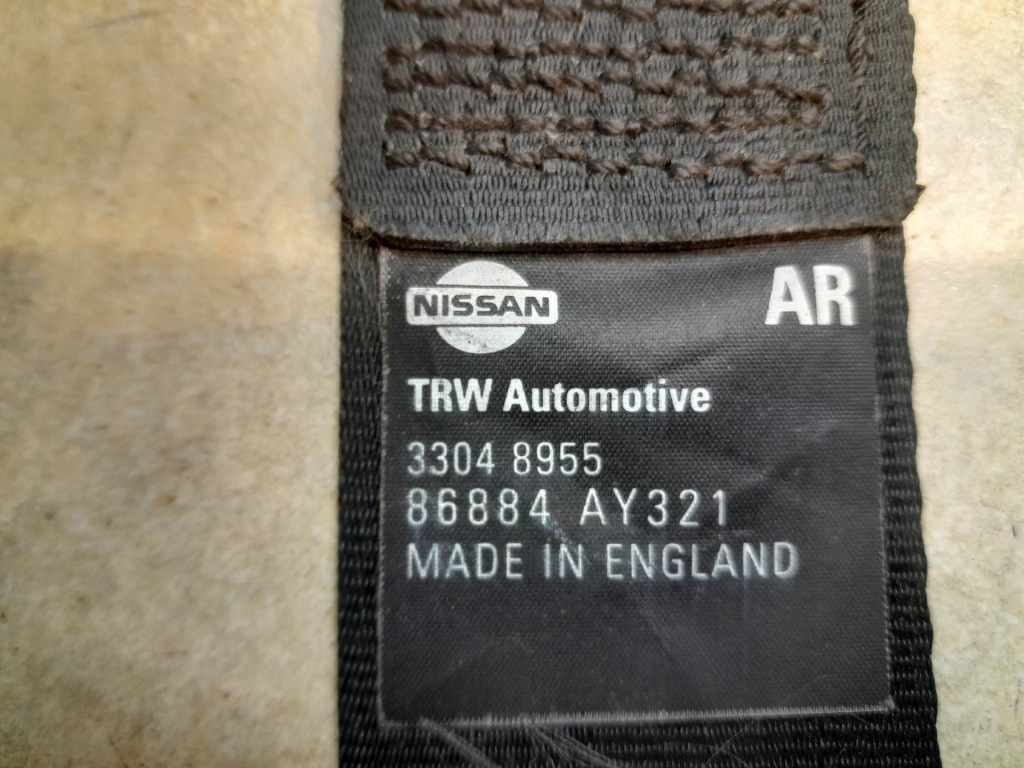 NISSAN
AR
TRW Automotive
3304 8955
86884 AY321
MADE IN ENGLAND